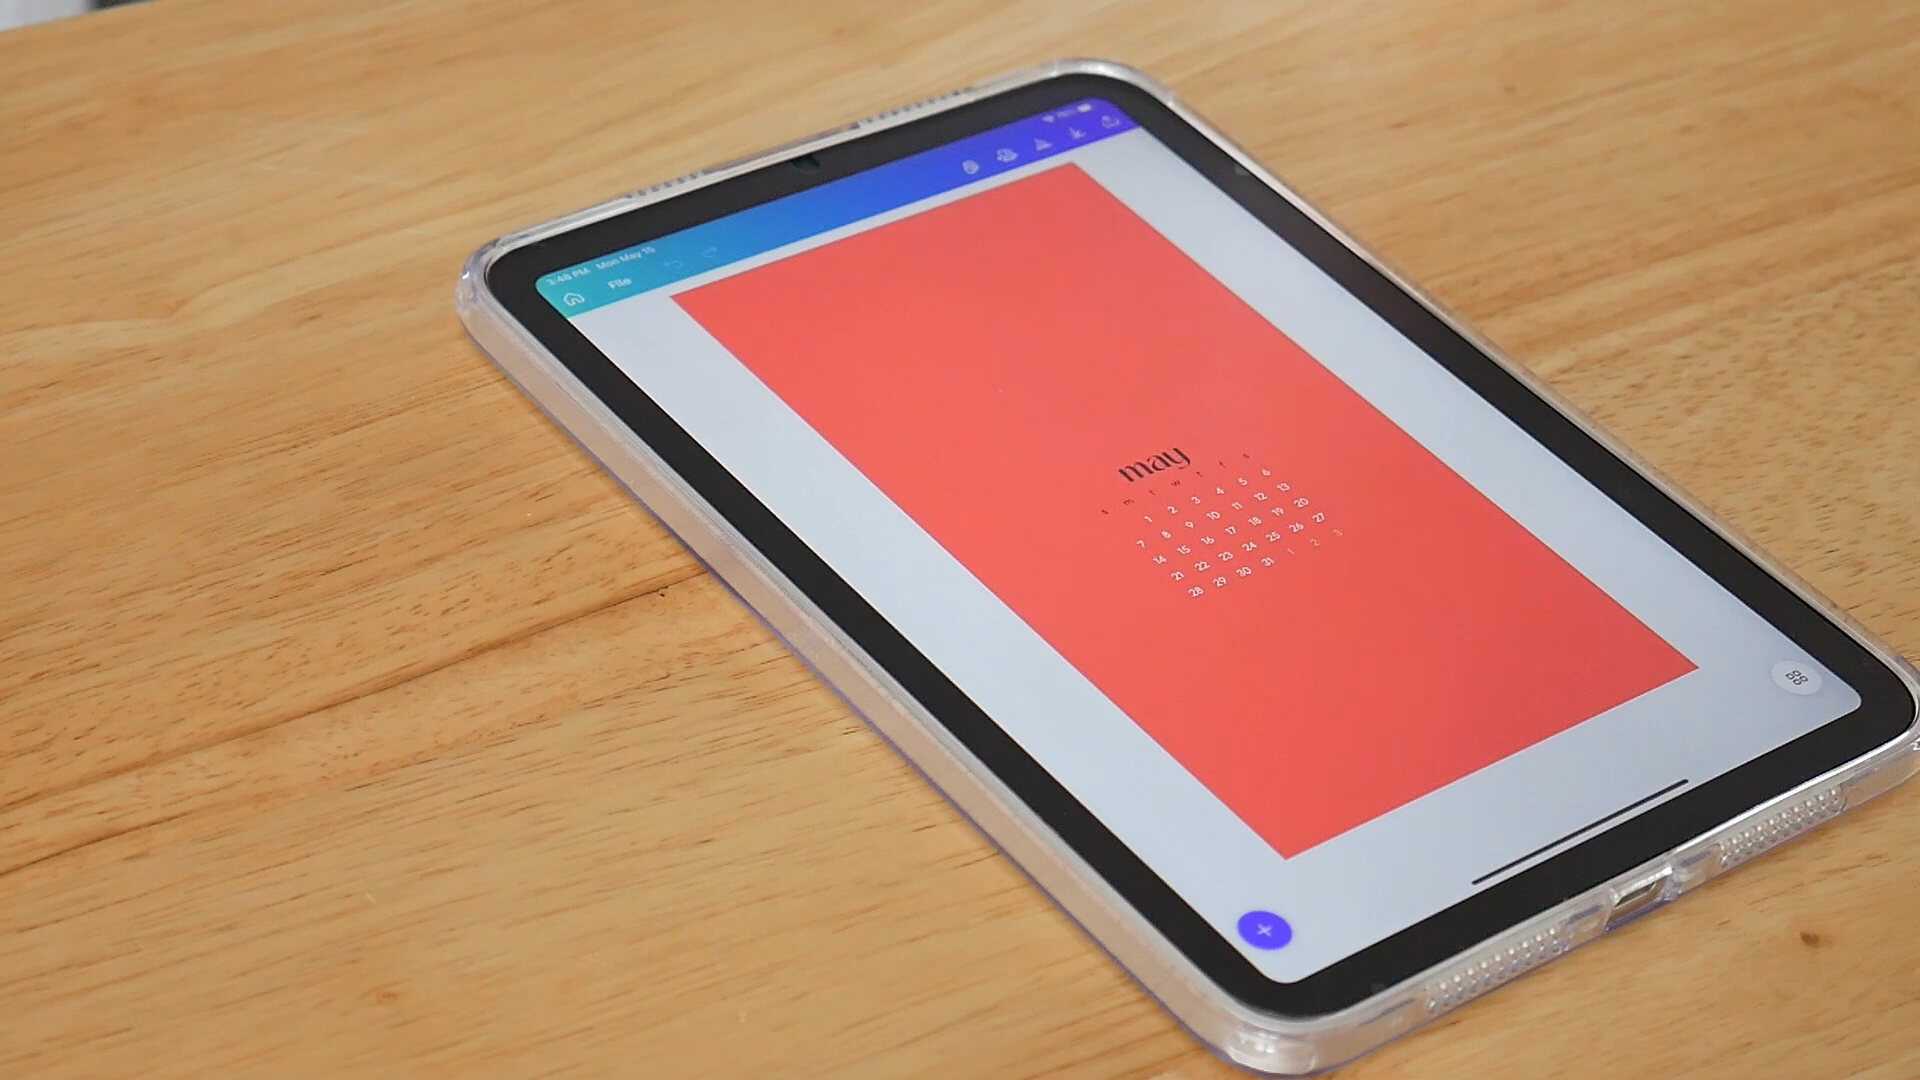 3:46 PM Mon May 15
File
may
s m t w t f s
1 2 3 4 5 6
7 8 9 10 11 12 13
14 15 16 17 18 19 20
21 22 23 24 25 26 27
28 29 30 31 1 2 3